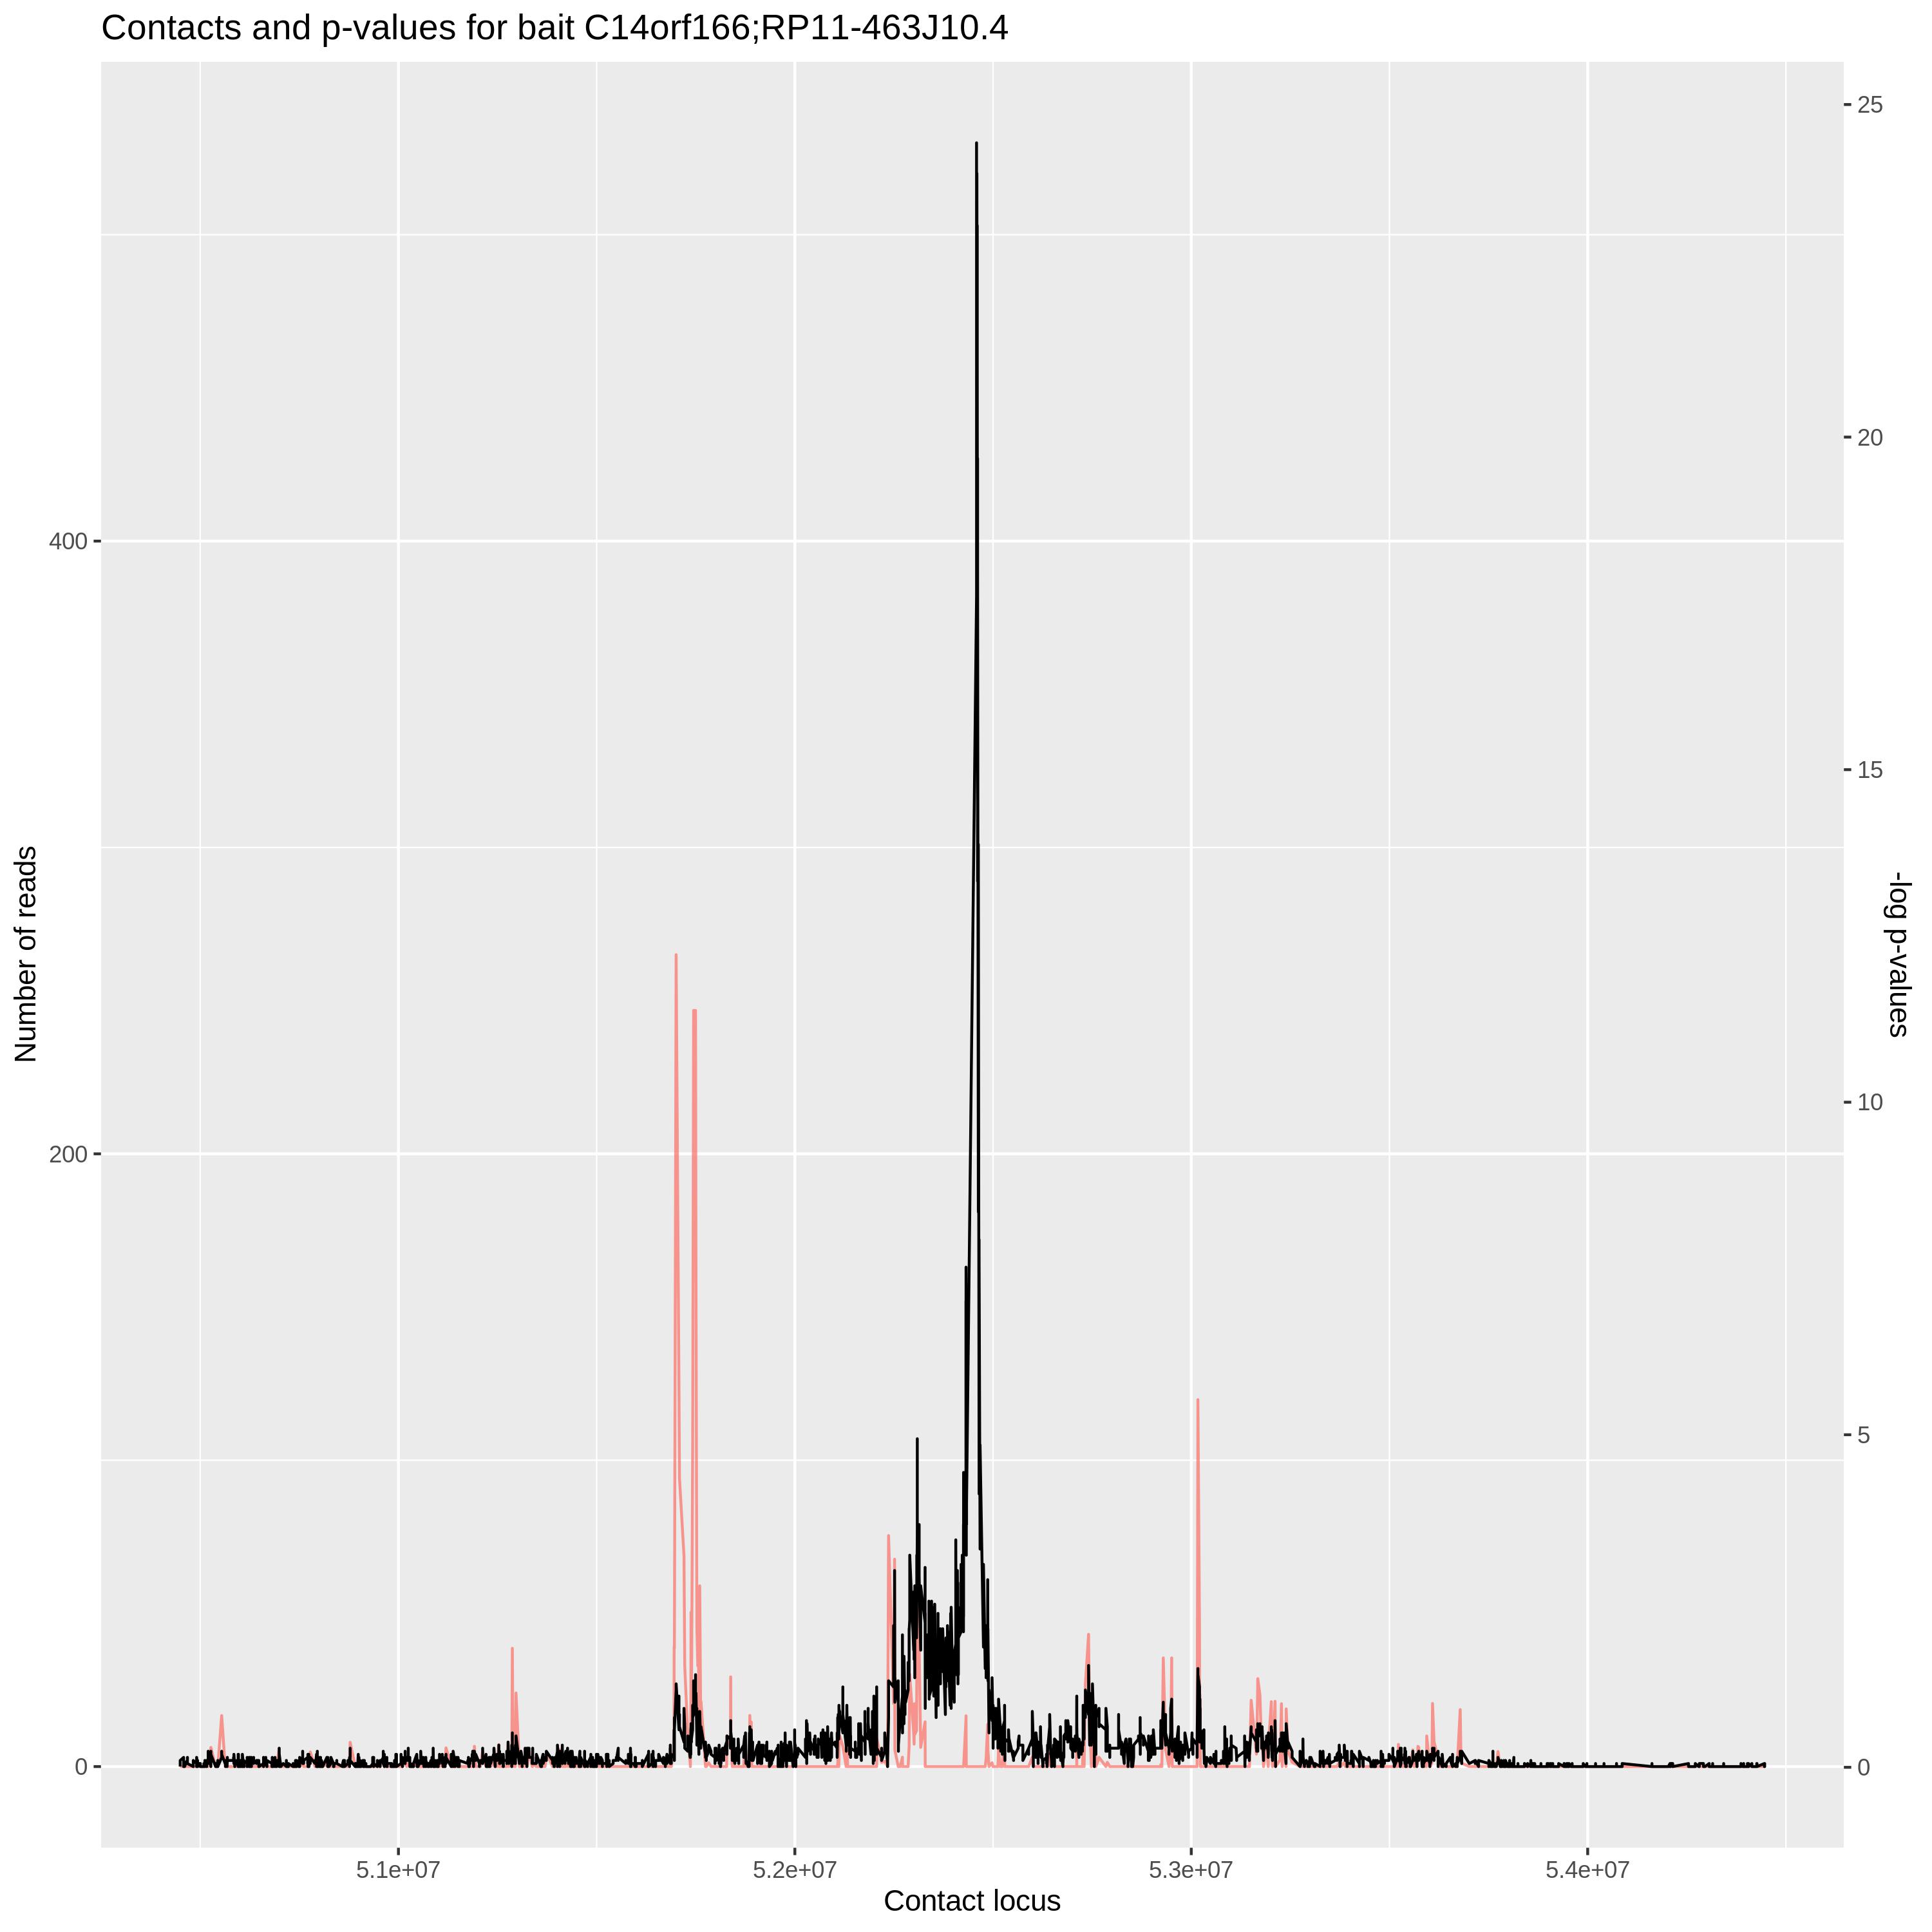 Contacts and p-values for bait C14orf166;RP11-463J10.4
Number of reads
400
200
0
25
20
15
10
5
0
-log p-values
5.1e+07
5.2e+07
5.3e+07
5.4e+07
Contact locus